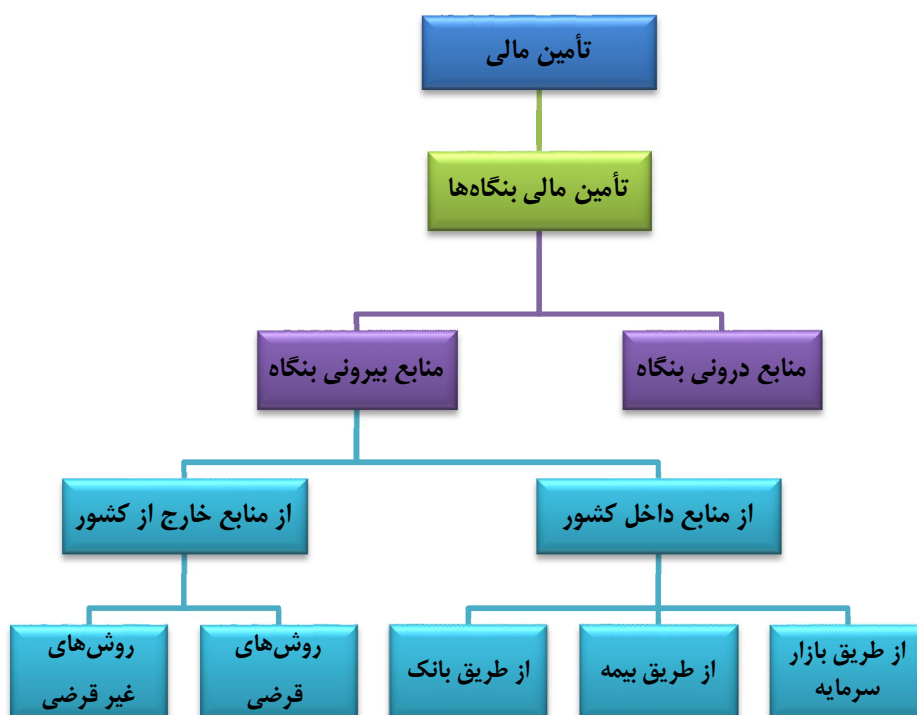 تأمین مالی
تأمین مالی بنگاه‌ها
منابع درونی بنگاه
منابع بیرونی بنگاه
از منابع داخل کشور
از منابع خارج از کشور
از طریق بازار
سرمایه
از طریق بیمه
از طریق بانک
روش‌های
قرضی
روش‌های
غیر قرضی